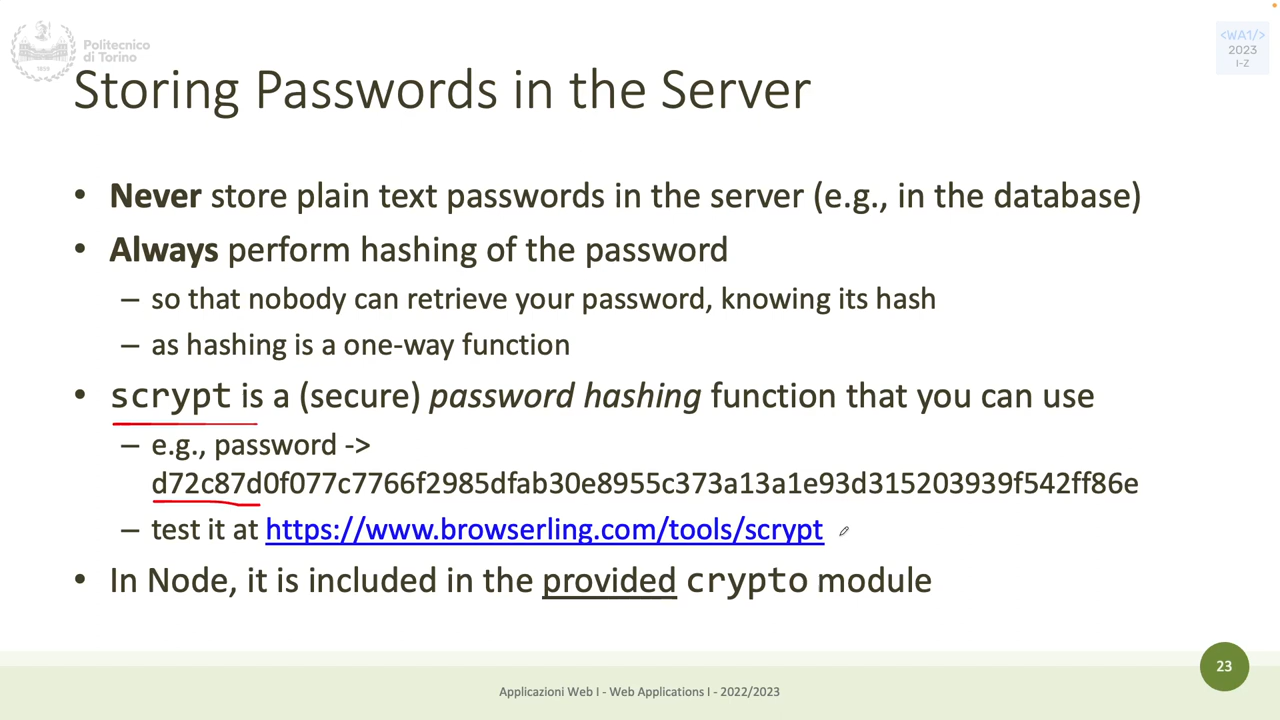 Politecnico
di Torino
1859
<WA1/>
2023
I-Z
Storing Passwords in the Server
• Never store plain text passwords in the server (e.g., in the database)
• Always perform hashing of the password
– so that nobody can retrieve your password, knowing its hash
– as hashing is a one-way function
• scrypt is a (secure) password hashing function that you can use
– e.g., password ->
d72c87d0f077c7766f2985dfab30e8955c373a13a1e93d315203939f542ff86e
– test it at https://www.browserling.com/tools/scrypt
• In Node, it is included in the provided crypto module
23
Applicazioni Web I - Web Applications I - 2022/2023